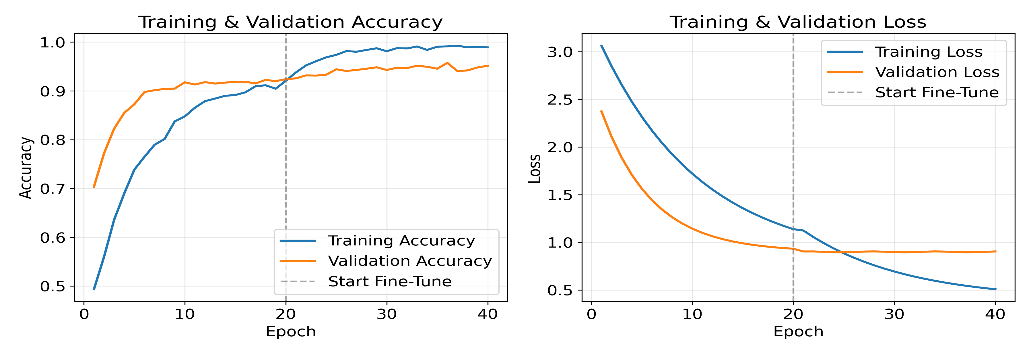 Training & Validation Accuracy
Accuracy
1.0
0.9
0.8
0.7
0.6
0.5
Training Accuracy
Validation Accuracy
Start Fine-Tune
0 10 20 30 40
Epoch
Training & Validation Loss
Loss
3.0
2.5
2.0
1.5
1.0
0.5
Training Loss
Validation Loss
Start Fine-Tune
0 10 20 30 40
Epoch